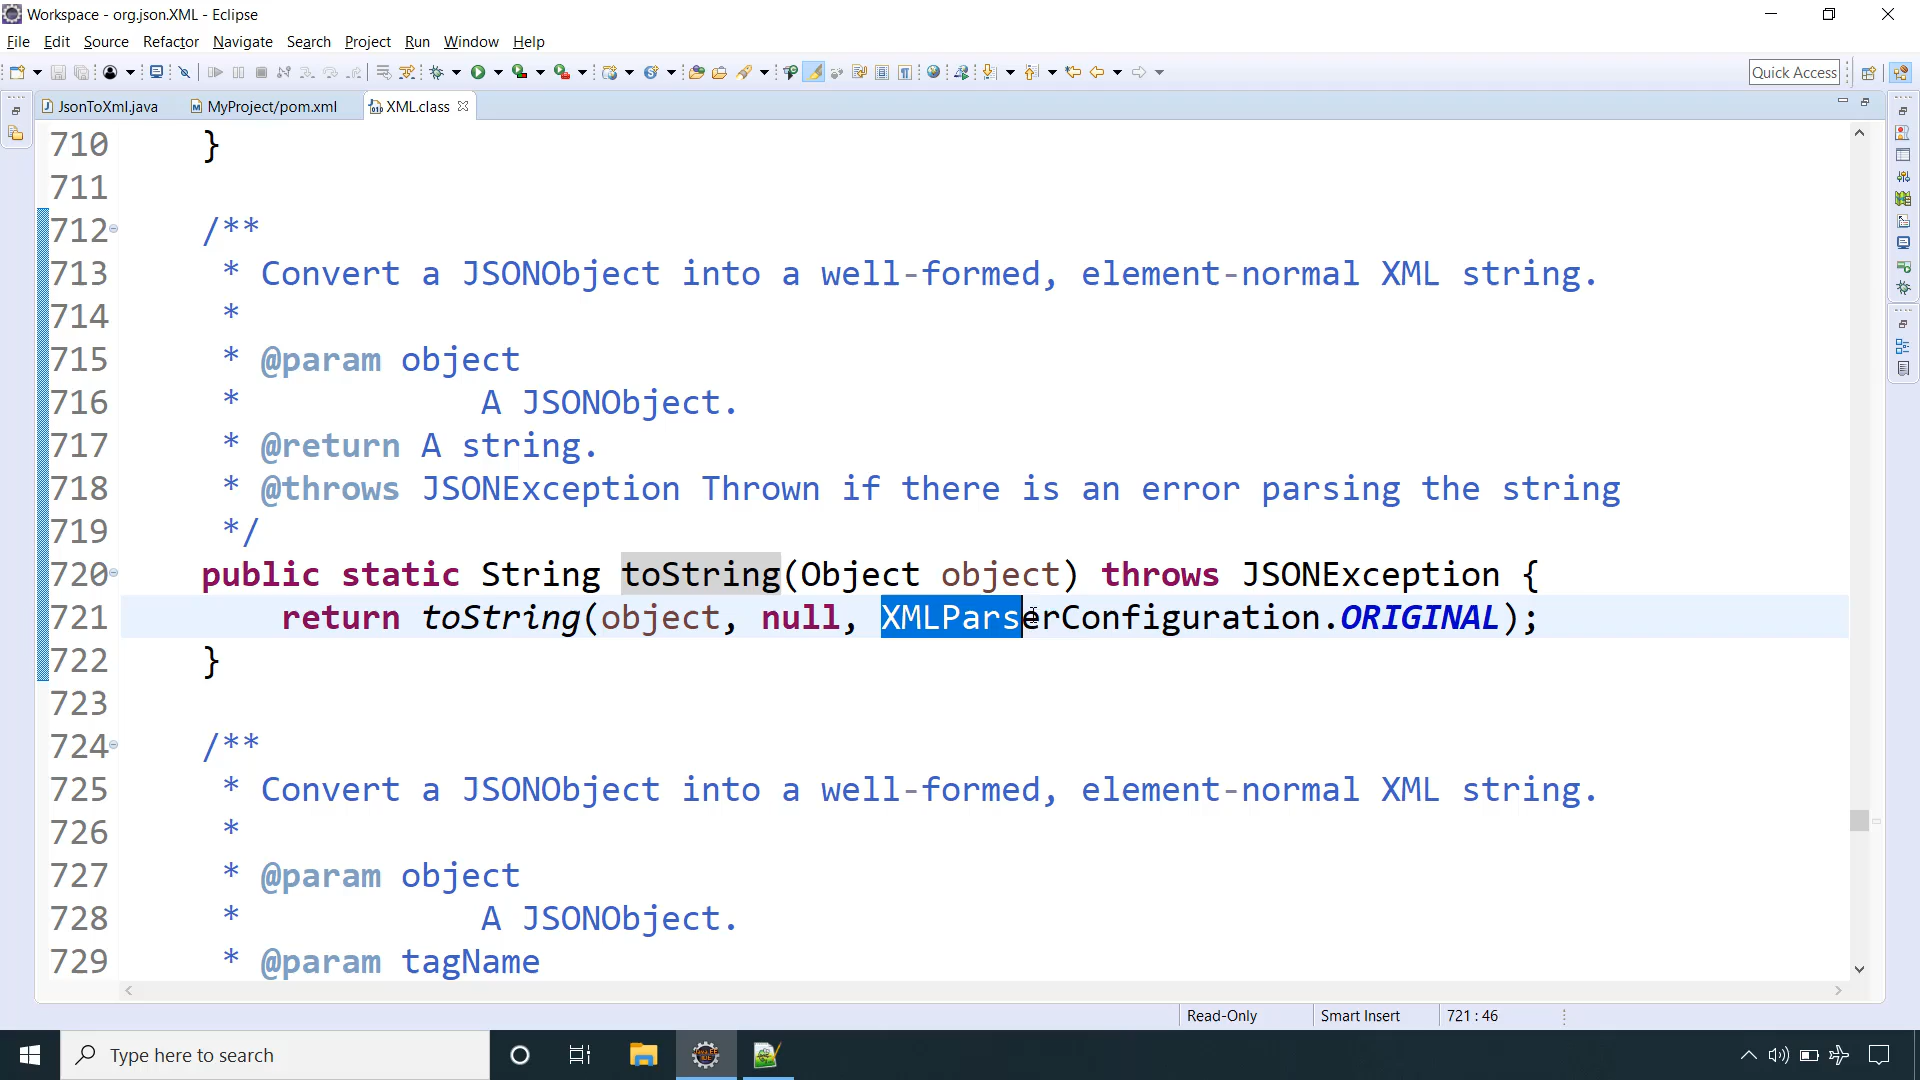 Workspace - org.json.XML - Eclipse
File Edit Source Refactor Navigate Search Project Run Window Help
Quick Access
JsonToXml.java MyProject/pom.xml XML.class
710 }
711
712 /**
713 * Convert a JSONObject into a well-formed, element-normal XML string.
714 *
715 * @param object
716 * A JSONObject.
717 * @return A string.
718 * @throws JSONException Thrown if there is an error parsing the string
719 */
720 public static String toString(Object object) throws JSONException {
721 return toString(object, null, XMLParserConfiguration.ORIGINAL);
722 }
723
724 /**
725 * Convert a JSONObject into a well-formed, element-normal XML string.
726 *
727 * @param object
728 * A JSONObject.
729 * @param tagName
Read-Only Smart Insert 721 : 46
Type here to search